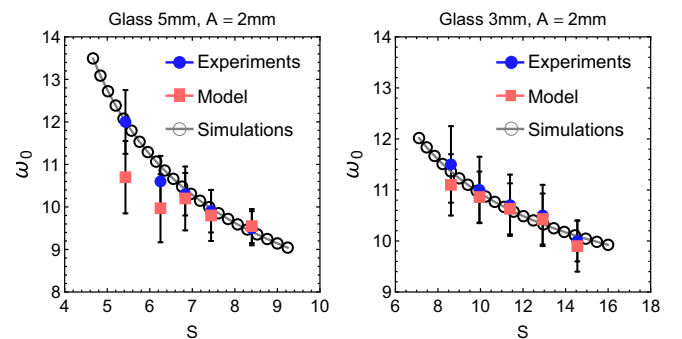 Glass 5mm, A = 2mm
14
13
12
11
10
9
8
ω0
Experiments
Model
Simulations
4 5 6 7 8 9 10
S
Glass 3mm, A = 2mm
14
13
12
11
10
9
ω0
Experiments
Model
Simulations
6 8 10 12 14 16 18
S